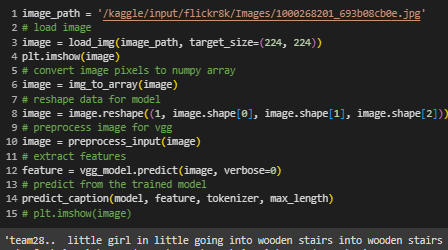 1 image_path = '/kaggle/input/flickr8k/Images/1000268201_693b08cb0e.jpg'
2 # load image
3 image = load_img(image_path, target_size=(224, 224))
4 plt.imshow(image)
5 # convert image pixels to numpy array
6 image = img_to_array(image)
7 # reshape data for model
8 image = image.reshape((1, image.shape[0], image.shape[1], image.shape[2]))
9 # preprocess image for vgg
10 image = preprocess_input(image)
11 # extract features
12 feature = vgg_model.predict(image, verbose=0)
13 # predict from the trained model
14 predict_caption(model, feature, tokenizer, max_length)
15 # plt.imshow(image)
'team28..  little girl in little going into wooden stairs into wooden stairs